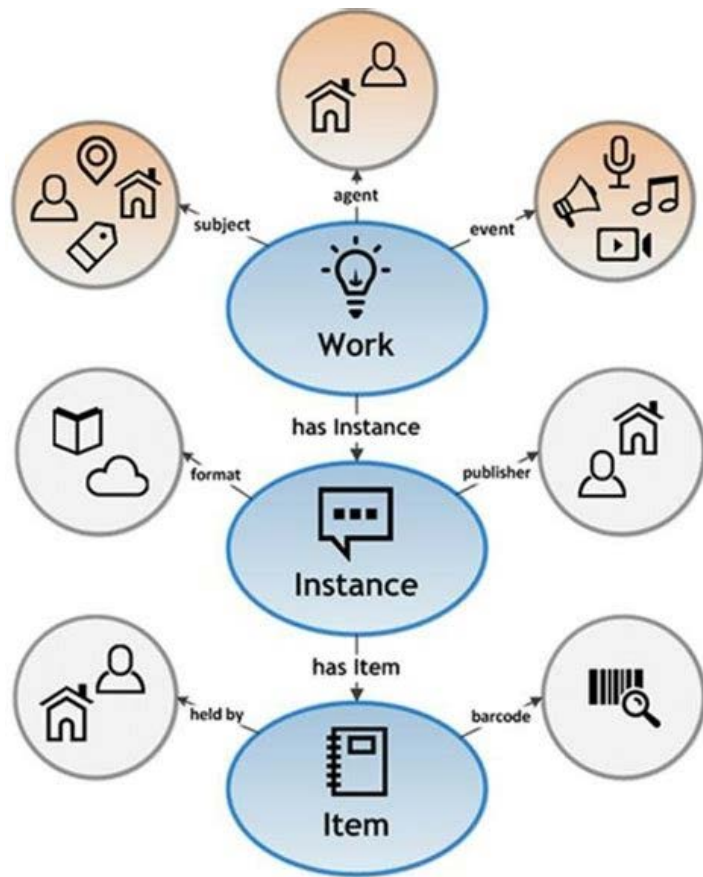 agent
subject
event
Work
has Instance
format
publisher
Instance
has Item
held by
barcode
Item